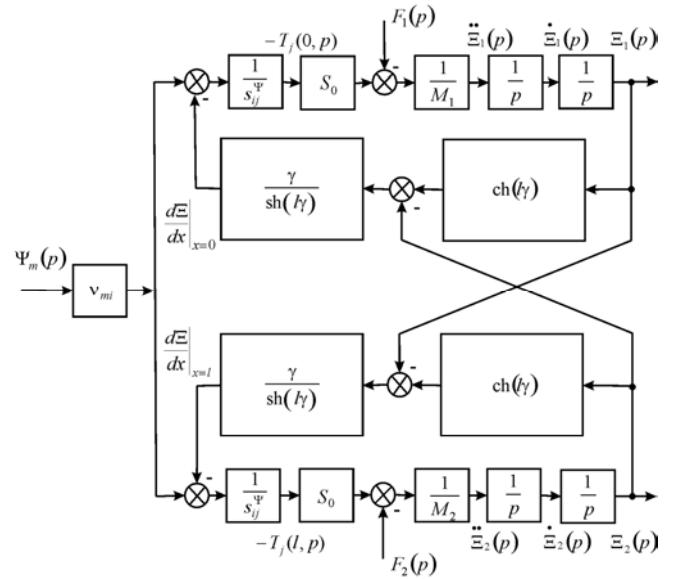 F₁(p)
−T_j(0, p)
Ξ̈₁(p) Ξ̇₁(p) Ξ₁(p)
-
-
1/s_ij^Ψ S₀ 1/M₁ 1/p 1/p
γ/sh(lγ) ch(lγ)
-
dΞ/dx|ₓ₌₀
Ψ_m(p)
ν_mi
dΞ/dx|ₓ₌ₗ
-
γ/sh(lγ) ch(lγ)
-
1/s_ij^Ψ S₀ 1/M₂ 1/p 1/p
-
−T_j(l, p)
Ξ̈₂(p) Ξ̇₂(p) Ξ₂(p)
F₂(p)